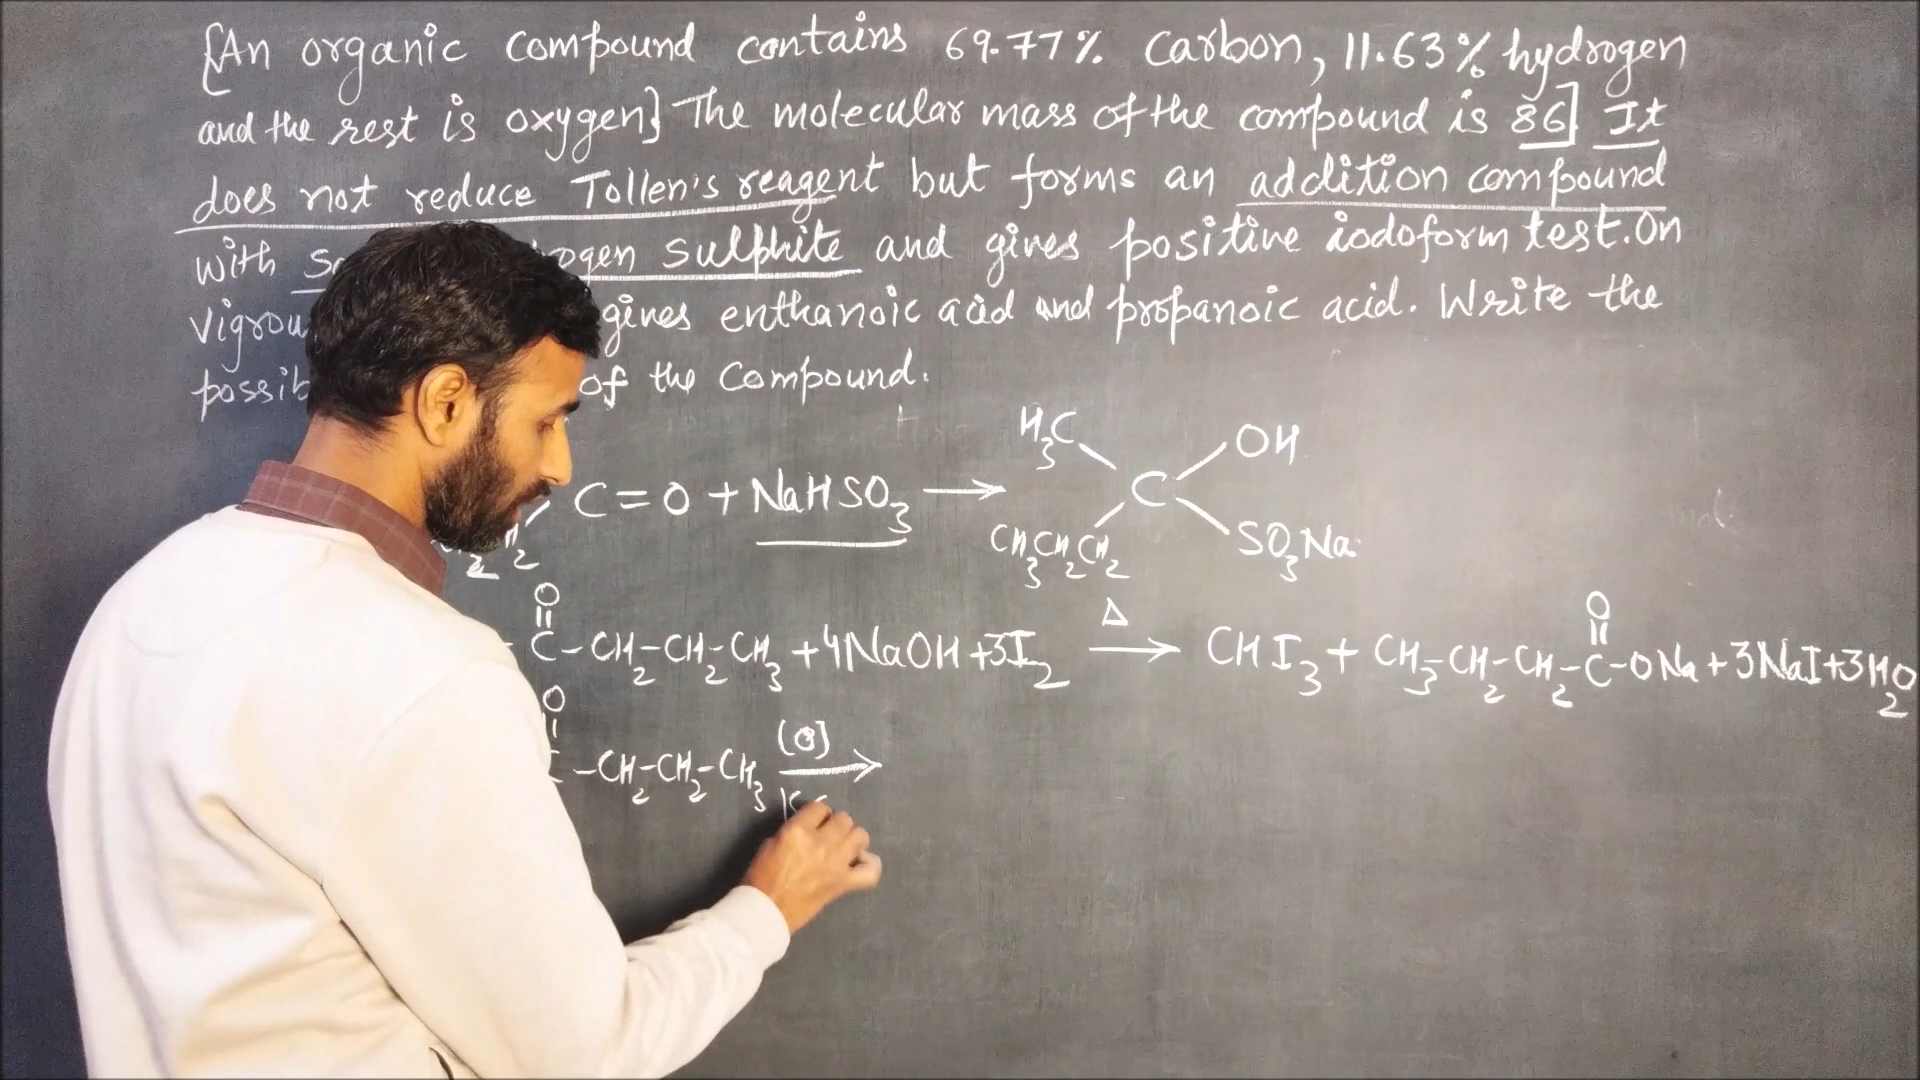 [An organic compound contains 69.77% carbon, 11.63% hydrogen
and the rest is oxygen] The molecular mass of the compound is 86] It
does not reduce Tollen's reagent but forms an addition compound
with sulphite and gives positive iodoform test. On
gives enthanoic acid and propanoic acid. Write the
of the compound.
C=O + NaHSO3 → H3C CH3CH2CH2 C OH SO3Na
O
C-CH2-CH2-CH3 + 4NaOH + 3I2 Δ → CHI3 + CH3-CH2-CH2-C-ONa + 3NaI + 3H2O
O
-CH2-CH2-CH3 [O] →